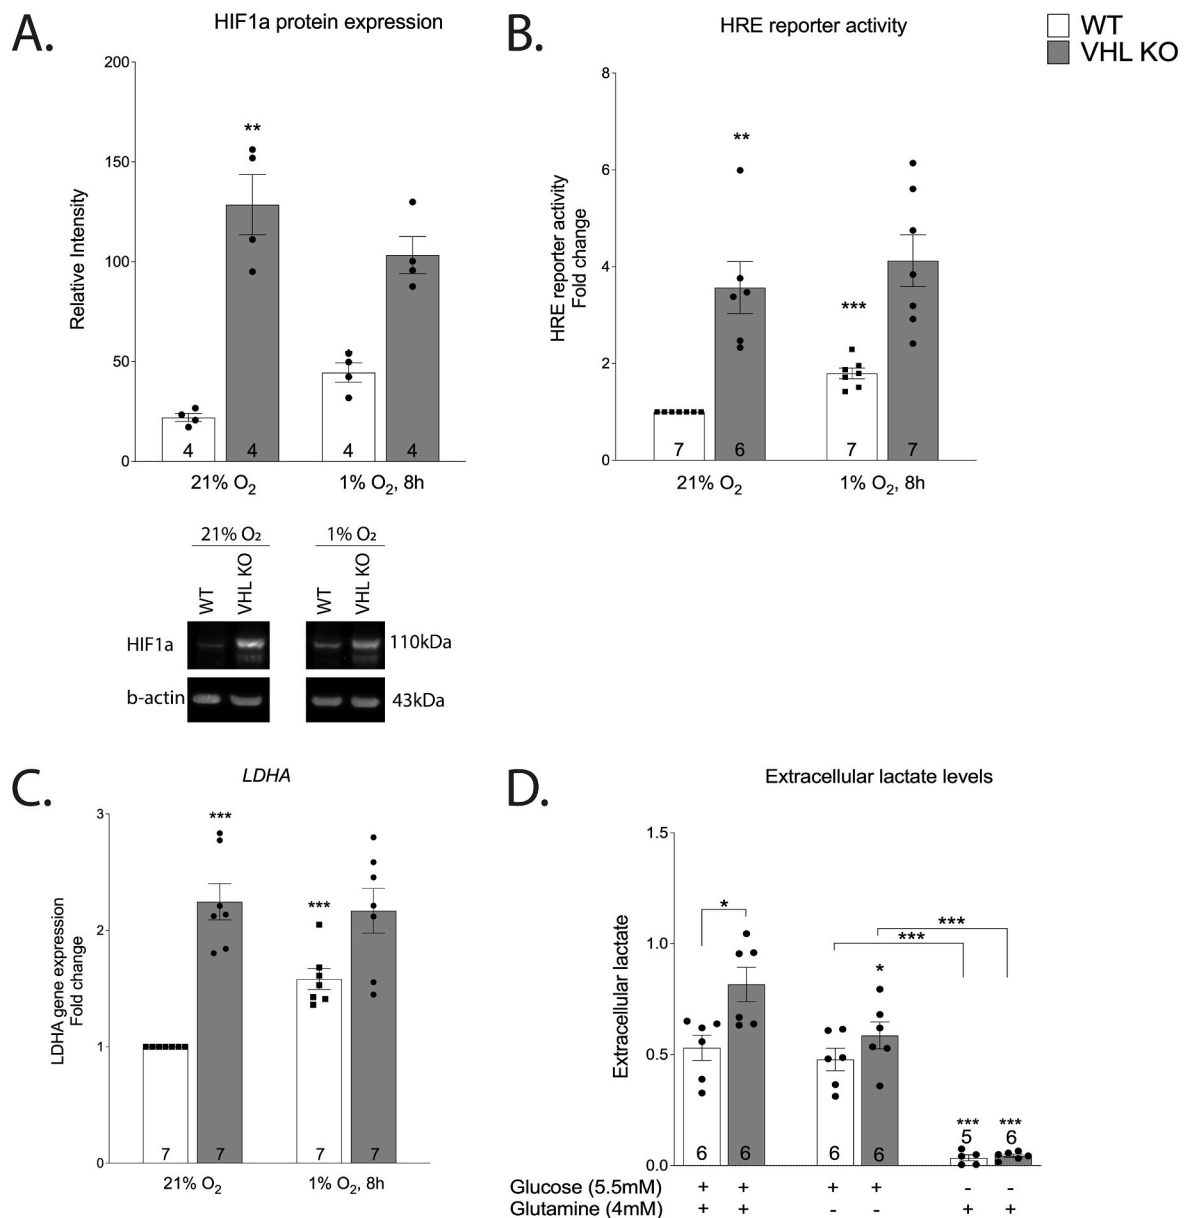 A.
HIF1a protein expression
200
150
100
50
0
Relative Intensity
**
4
4
4
4
21% O₂
1% O₂, 8h
21% O₂
1% O₂
WT
VHL KO
WT
VHL KO
HIF1a
110kDa
b-actin
43kDa
B.
HRE reporter activity
WT
VHL KO
8
6
4
2
0
HRE reporter activity
Fold change
**
***
7
6
7
7
21% O₂
1% O₂, 8h
C.
LDHA
3
2
1
0
LDHA gene expression
Fold change
***
***
7
7
7
7
21% O₂
1% O₂, 8h
D.
Extracellular lactate levels
1.5
1.0
0.5
0.0
Extracellular lactate
*
***
***
*
***
***
6
6
6
6
5
6
Glucose (5.5mM) + + + + - -
Glutamine (4mM) + + - - + +